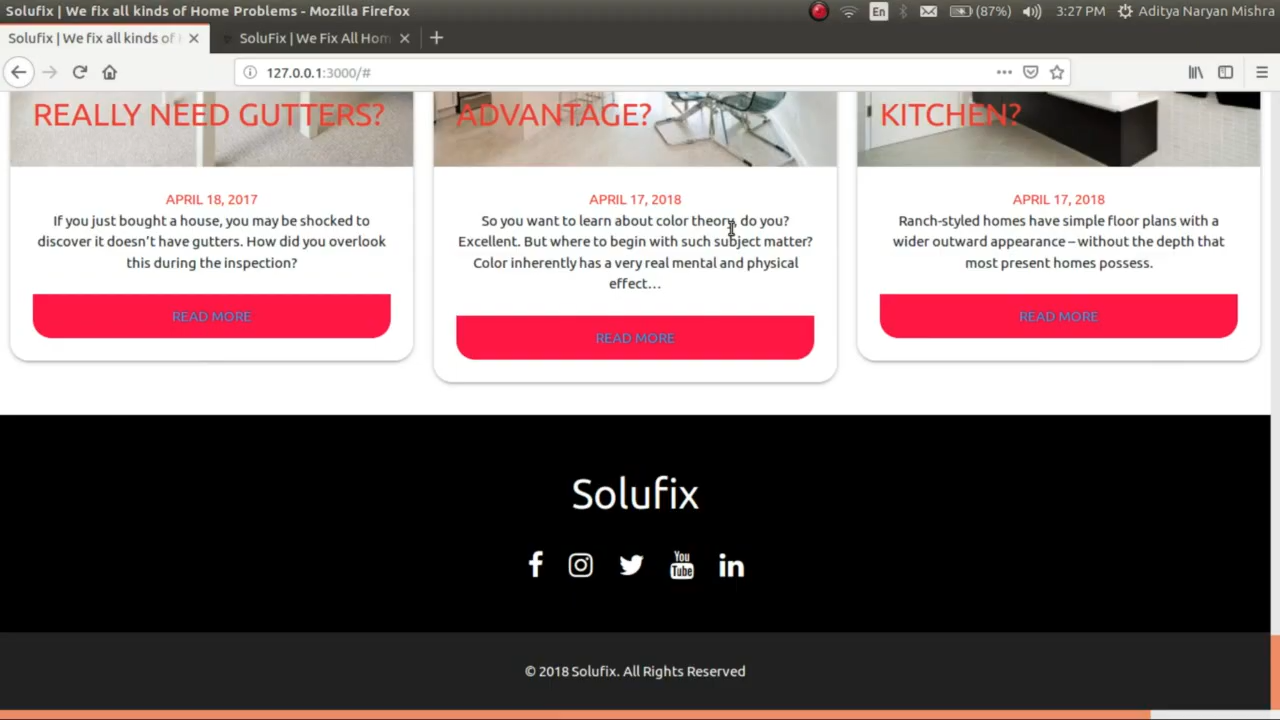 Solufix | We fix all kinds of Home Problems - Mozilla Firefox
En
(87%)
3:27 PM
Aditya Naryan Mishra
Solufix | We fix all kinds of
SoluFix | We Fix All Hom
127.0.0.1:3000/#
REALLY NEED GUTTERS?
ADVANTAGE?
KITCHEN?
APRIL 18, 2017
If you just bought a house, you may be shocked to
discover it doesn’t have gutters. How did you overlook
this during the inspection?
READ MORE
APRIL 17, 2018
So you want to learn about color theory, do you?
Excellent. But where to begin with such subject matter?
Color inherently has a very real mental and physical
effect…
READ MORE
APRIL 17, 2018
Ranch-styled homes have simple floor plans with a
wider outward appearance – without the depth that
most present homes possess.
READ MORE
Solufix
You
Tube
© 2018 Solufix. All Rights Reserved